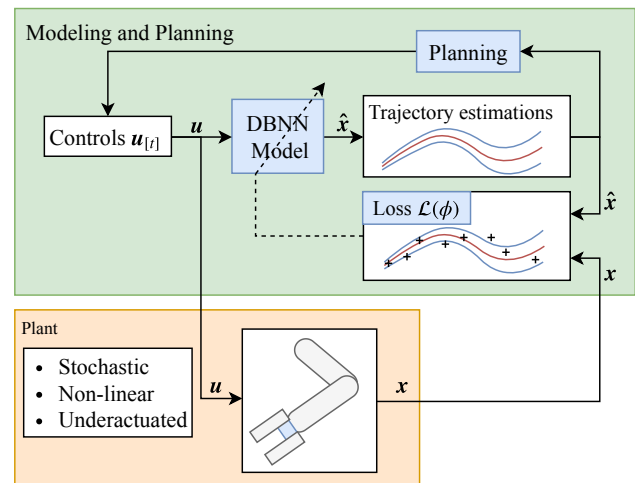 Modeling and Planning
Planning
Controls u[t]
u
DBNN
Model
x̂
Trajectory estimations
Loss ℒ(ϕ)
x̂
x
Plant
• Stochastic
• Non-linear
• Underactuated
u
x